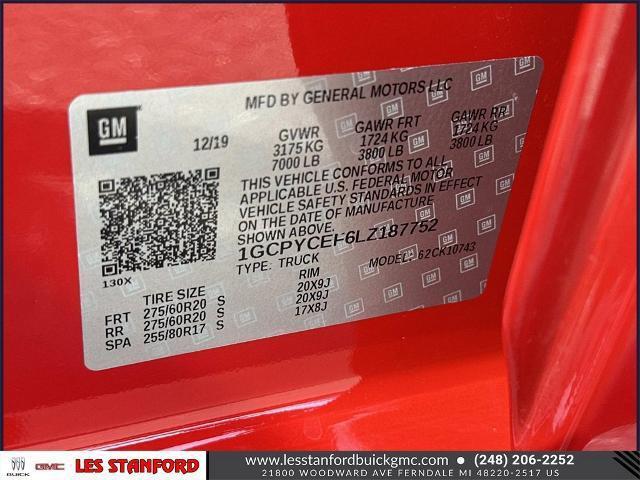 MFD BY GENERAL MOTORS LLC
GM
12/19
GVWR GAWR FRT GAWR RR
3175 KG 1724 KG 1724 KG
7000 LB 3800 LB 3800 LB
THIS VEHICLE CONFORMS TO ALL
APPLICABLE U.S. FEDERAL MOTOR
VEHICLE SAFETY STANDARDS IN EFFECT
ON THE DATE OF MANUFACTURE
SHOWN ABOVE.
1GCPYCEF6LZ187752
TYPE: TRUCK MODEL: 62CK10743
130X
TIRE SIZE RIM
FRT 275/60R20 S 20X9J
RR 275/60R20 S 20X9J
SPA 255/80R17 S 17X8J
BUICK GMC LES STANFORD
www.lesstanfordbuickgmc.com • (248) 206-2252
21800 WOODWARD AVE FERNDALE MI 48220-2517 US